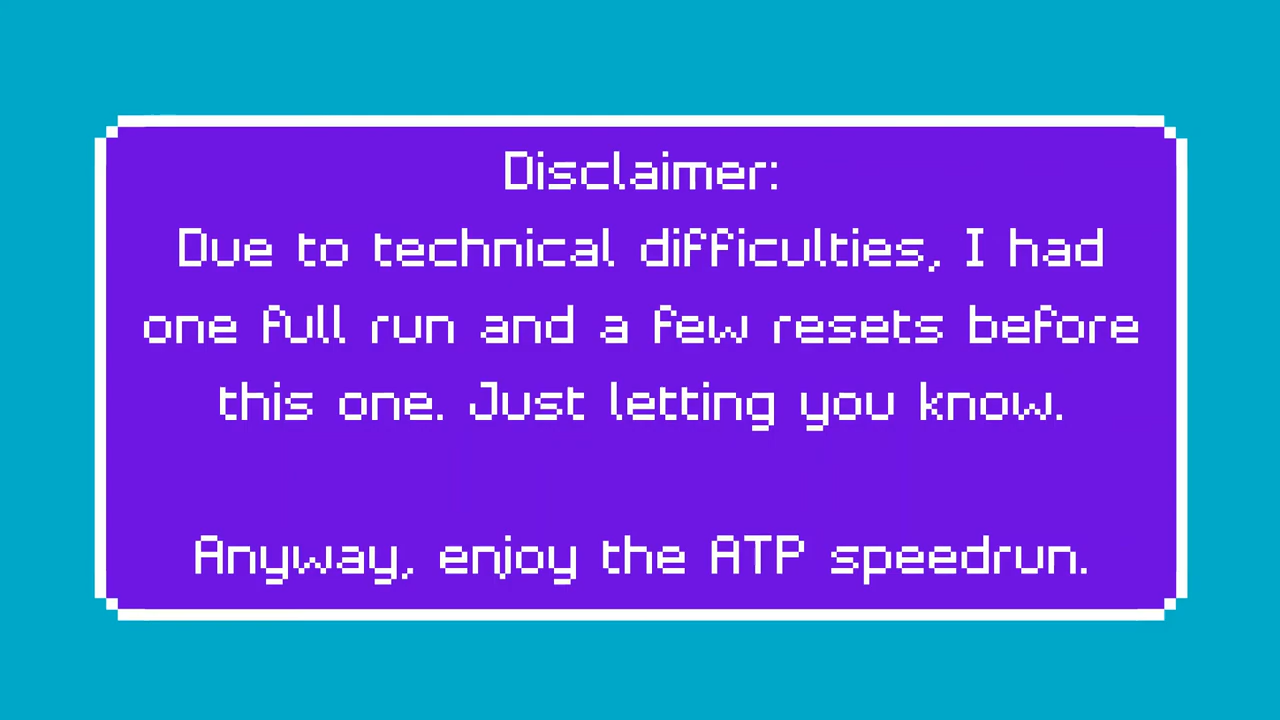 Disclaimer:
Due to technical difficulties, I had
one full run and a few resets before
this one. Just letting you know.
Anyway, enjoy the ATP speedrun.